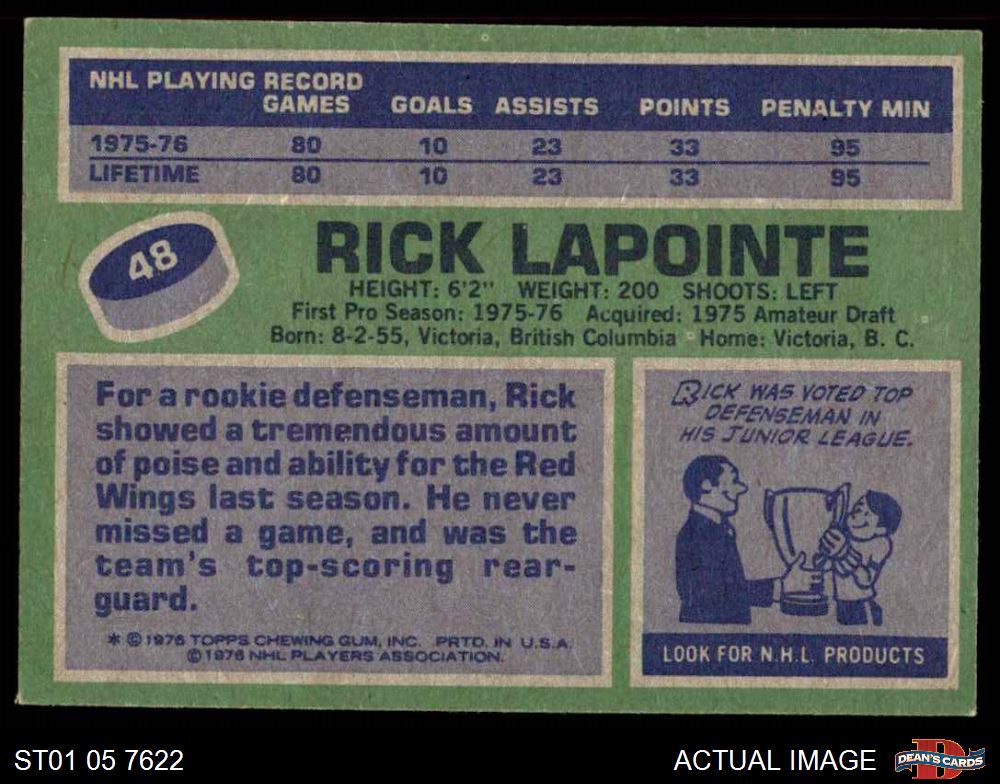 NHL PLAYING RECORD
GAMES GOALS ASSISTS POINTS PENALTY MIN
1975-76 80 10 23 33 95
LIFETIME 80 10 23 33 95
48
RICK LAPOINTE
HEIGHT: 6'2" WEIGHT: 200 SHOOTS: LEFT
First Pro Season: 1975-76 Acquired: 1975 Amateur Draft
Born: 8-2-55, Victoria, British Columbia Home: Victoria, B. C.
For a rookie defenseman, Rick
showed a tremendous amount
of poise and ability for the Red
Wings last season. He never
missed a game, and was the
team's top-scoring rear-
guard.
* © 1976 TOPPS CHEWING GUM, INC. PRTD. IN U.S.A.
© 1976 NHL PLAYERS ASSOCIATION.
RICK WAS VOTED TOP
DEFENSEMAN IN
HIS JUNIOR LEAGUE.
LOOK FOR N.H.L. PRODUCTS
ST01 05 7622
ACTUAL IMAGE
D
DEAN'S CARDS